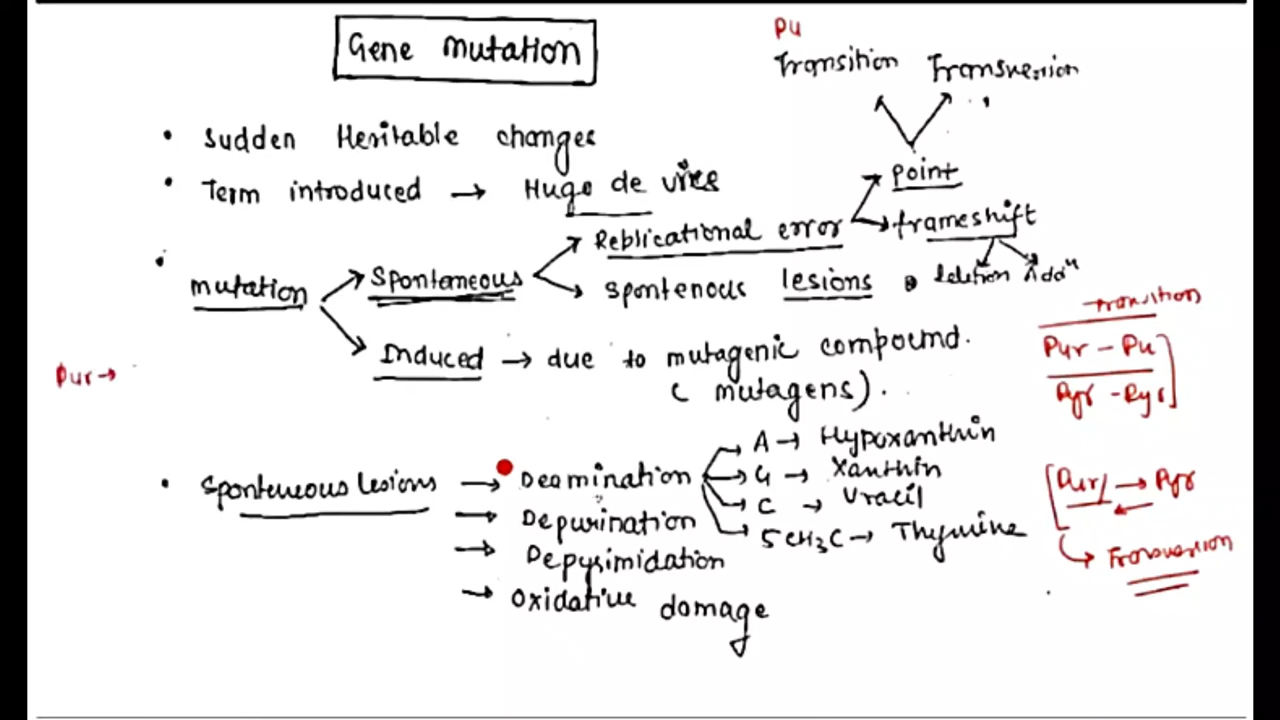 Gene mutation
Pu
Transition Transversion
• Sudden Heritable changes
• Term introduced → Hugo de vries
point
Replicational error
frameshift
• mutation
Spontaneous
spontenous lesions
deletion Addⁿ
Induced → due to mutagenic compound.
( mutagens).
transition
Pur - Pu
Pyr - Pyr
Pur →
• Spontenous Lesions → Deamination
A → Hypoxanthin
G → Xanthin
C → Uracil
5CH3C → Thymine
→ Depurination
→ Depyrimidation
→ Oxidative damage
Pur → Pyr
Transversion